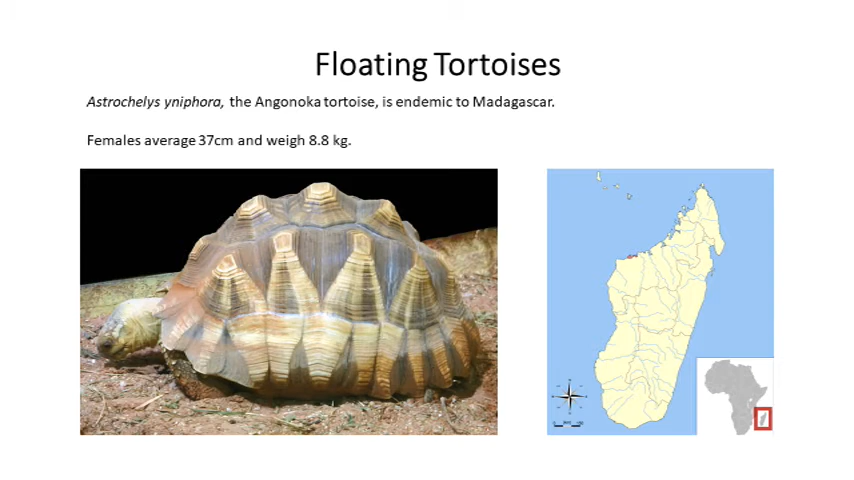 Floating Tortoises
Astrochelys yniphora, the Angonoka tortoise, is endemic to Madagascar.
Females average 37cm and weigh 8.8 kg.